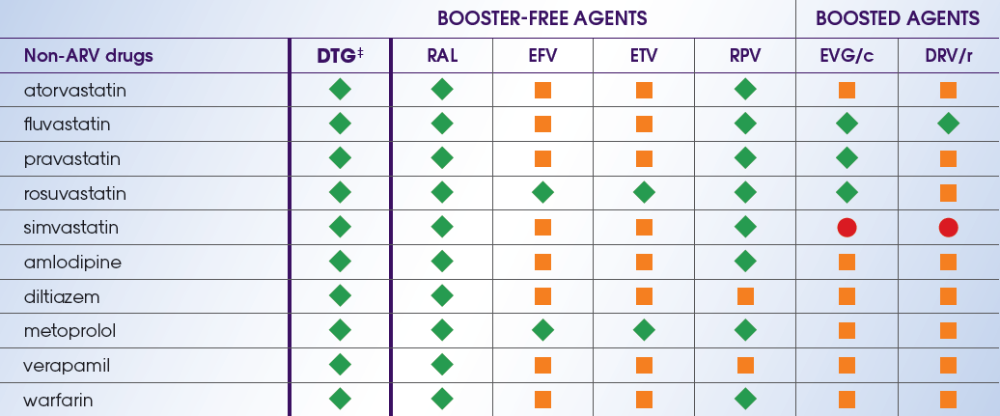 BOOSTER-FREE AGENTS BOOSTED AGENTS
Non-ARV drugs DTG‡ RAL EFV ETV RPV EVG/c DRV/r
atorvastatin
fluvastatin
pravastatin
rosuvastatin
simvastatin
amlodipine
diltiazem
metoprolol
verapamil
warfarin